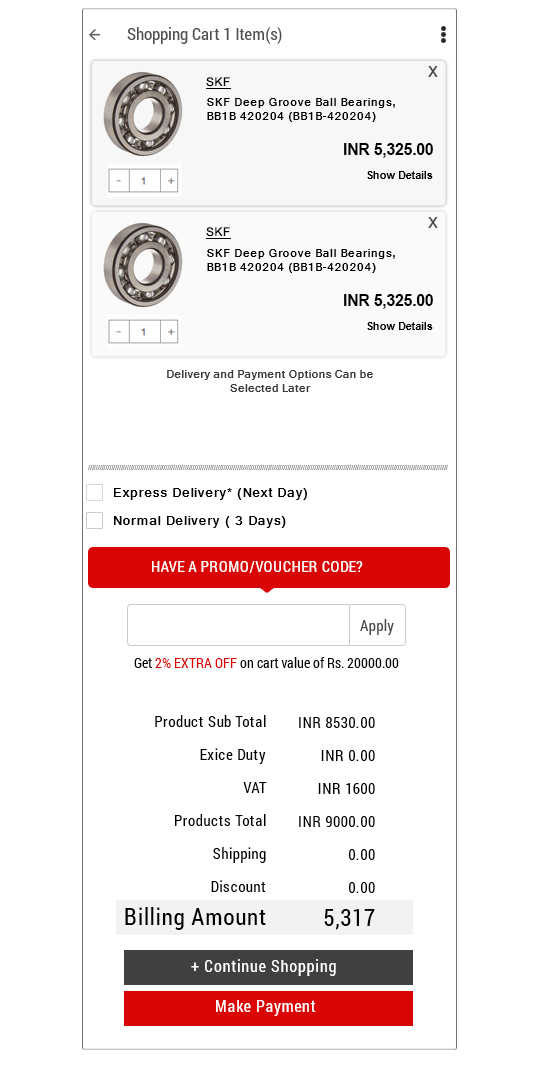 Shopping Cart 1 Item(s)
X
SKF
SKF Deep Groove Ball Bearings,
BB1B 420204 (BB1B-420204)
INR 5,325.00
- 1 +
Show Details
X
SKF
SKF Deep Groove Ball Bearings,
BB1B 420204 (BB1B-420204)
INR 5,325.00
- 1 +
Show Details
Delivery and Payment Options Can be
Selected Later
Express Delivery* (Next Day)
Normal Delivery ( 3 Days)
HAVE A PROMO/VOUCHER CODE?
Apply
Get 2% EXTRA OFF on cart value of Rs. 20000.00
Product Sub Total INR 8530.00
Exice Duty INR 0.00
VAT INR 1600
Products Total INR 9000.00
Shipping 0.00
Discount 0.00
Billing Amount 5,317
+ Continue Shopping
Make Payment